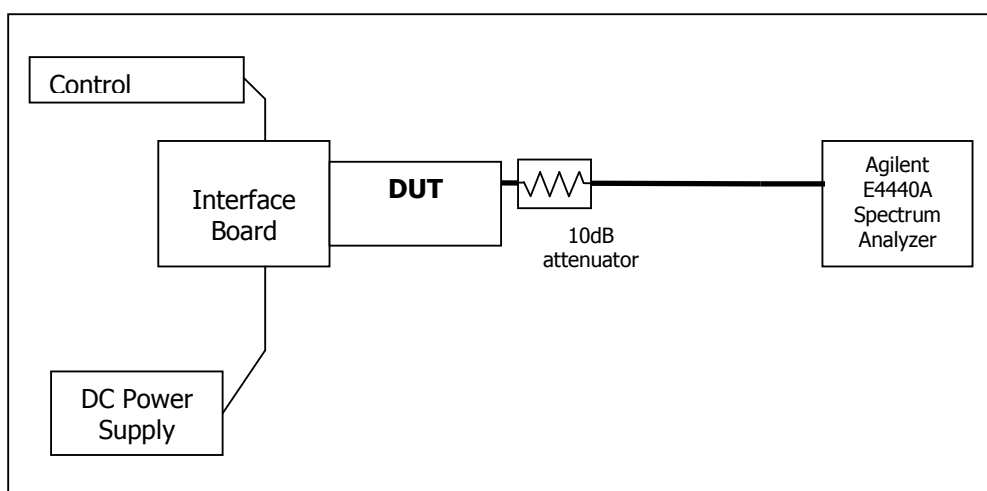 Control
Interface
Board
DUT
10dB
attenuator
Agilent
E4440A
Spectrum
Analyzer
DC Power
Supply